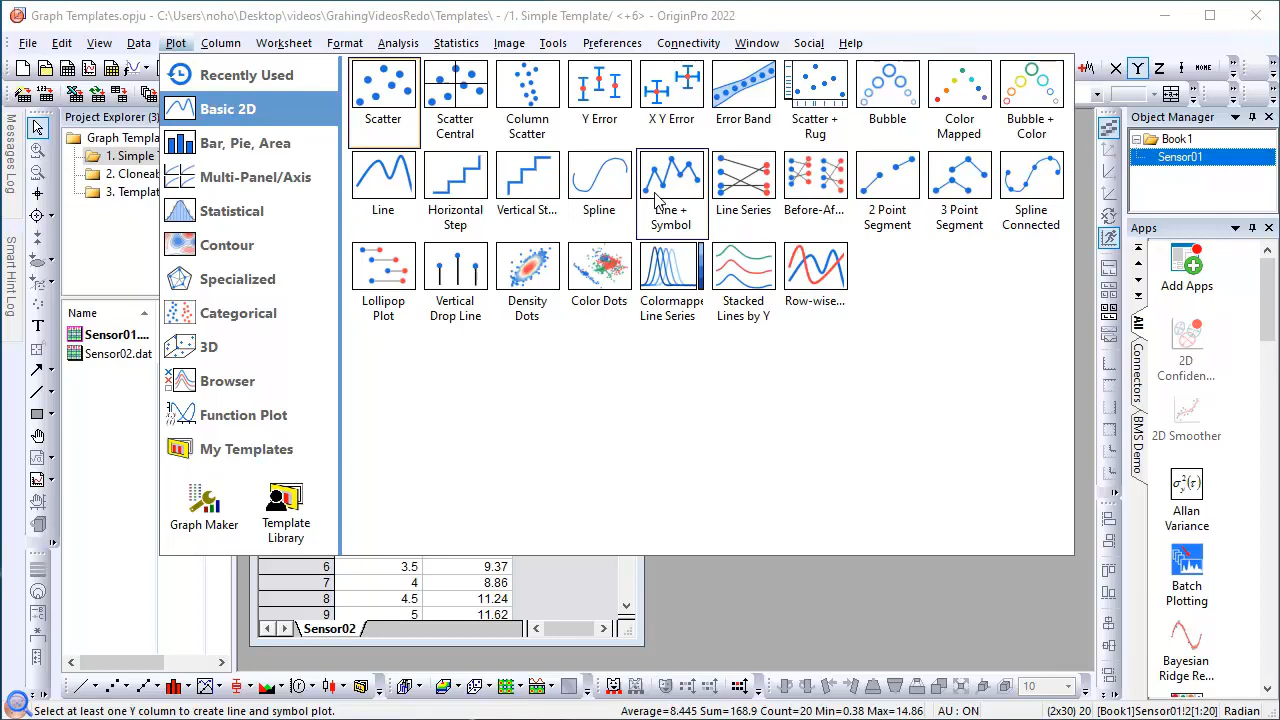 Graph Templates.opju - C:\Users\noho\Desktop\videos\GrahingVideosRedo\Templates\ - /1. Simple Template/ <+6> - OriginPro 2022
File Edit View Data Plot Column Worksheet Format Analysis Statistics Image Tools Preferences Connectivity Window Social Help
X Y Z NONE
Messages Log
Smart Hint Log
Project Explorer (3)
Graph Templa
1. Simple
2. Cloneab
3. Templat
Name
Sensor01....
Sensor02.dat
Recently Used
Basic 2D
Bar, Pie, Area
Multi-Panel/Axis
Statistical
Contour
Specialized
Categorical
3D
Browser
Function Plot
My Templates
Graph Maker
Template
Library
Scatter
Scatter
Central
Column
Scatter
Y Error
X Y Error
Error Band
Scatter +
Rug
Bubble
Color
Mapped
Bubble +
Color
Line
Horizontal
Step
Vertical St...
Spline
Line +
Symbol
Line Series
Before-Af...
2 Point
Segment
3 Point
Segment
Spline
Connected
Lollipop
Plot
Vertical
Drop Line
Density
Dots
Color Dots
Colormapp
Line Series
Stacked
Lines by Y
Row-wise...
6 3.5 9.37
7 4 8.86
8 4.5 11.24
9 5 11.62
Sensor02
Object Manager
Book1
Sensor01
Apps
All
Connectors
BMS Demo
Add Apps
2D
Confiden...
2D Smoother
Allan
Variance
Batch
Plotting
Bayesian
Ridge Re...
10
Select at least one Y column to create line and symbol plot.
Average=8.445 Sum=168.9 Count=20 Min=0.38 Max=14.86
AU : ON
(2x30) 20
[Book1]Sensor01!2[1:20]
Radian